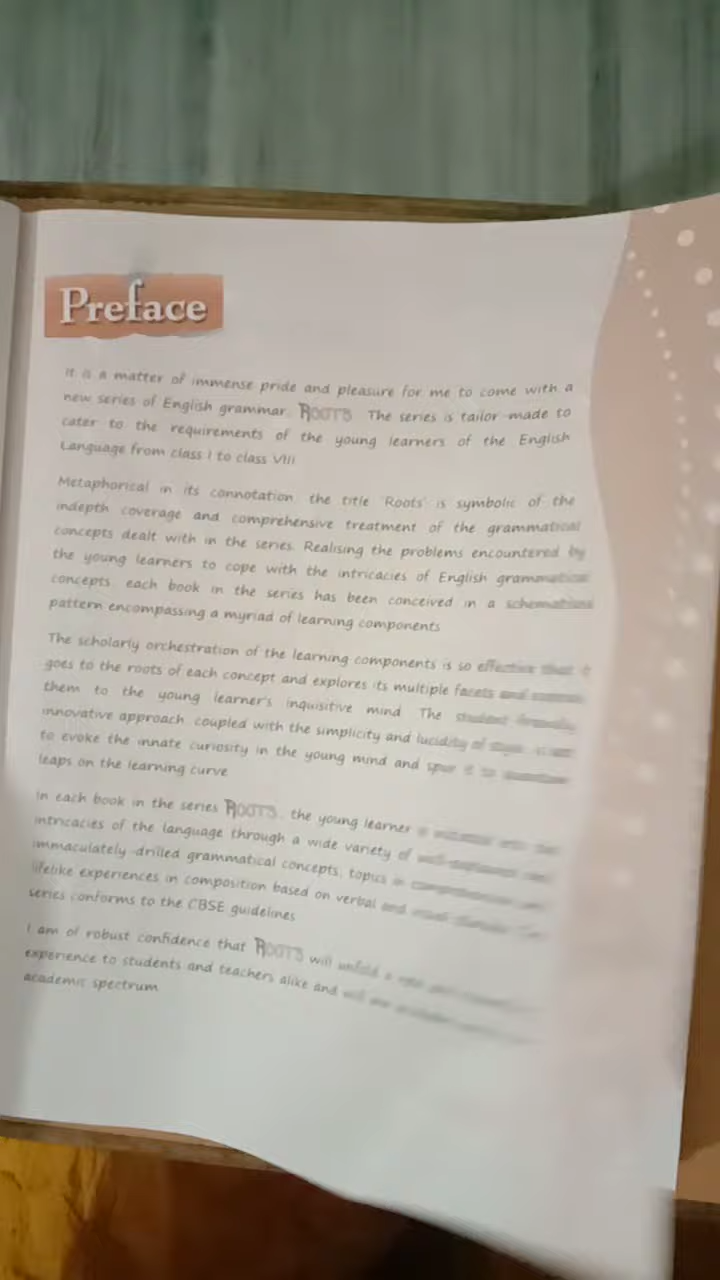 Preface
It is a matter of immense pride and pleasure for me to come with a
new series of English grammar, ROOTS. The series is tailor-made to
cater to the requirements of the young learners of the English
Language from class I to class VIII.
Metaphorical in its connotation, the title 'Roots' is symbolic of the
indepth coverage and comprehensive treatment of the grammatical
concepts dealt with in the series. Realising the problems encountered by
the young learners to cope with the intricacies of English grammatical
concepts, each book in the series has been conceived in a
pattern encompassing a myriad of learning components.
The scholarly orchestration of the learning components is so effective that it
goes to the roots of each concept and explores its multiple facets and
them to the young learner's inquisitive mind. The student-friendly,
innovative approach, coupled with the simplicity and lucidity of style, is
to evoke the innate curiosity in the young mind and spur it to
leaps on the learning curve.
In each book in the series ROOTS, the young learner is
intricacies of the language through a wide variety of
immaculately-drilled grammatical concepts, topics in comprehension
lifelike experiences in composition based on verbal and
series conforms to the CBSE guidelines.
I am of robust confidence that ROOTS will unfold a
experience to students and teachers alike and will
academic spectrum.